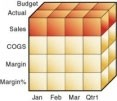 Budget
Actual
Sales
COGS
Margin
Margin%
Jan Feb Mar Qtr1